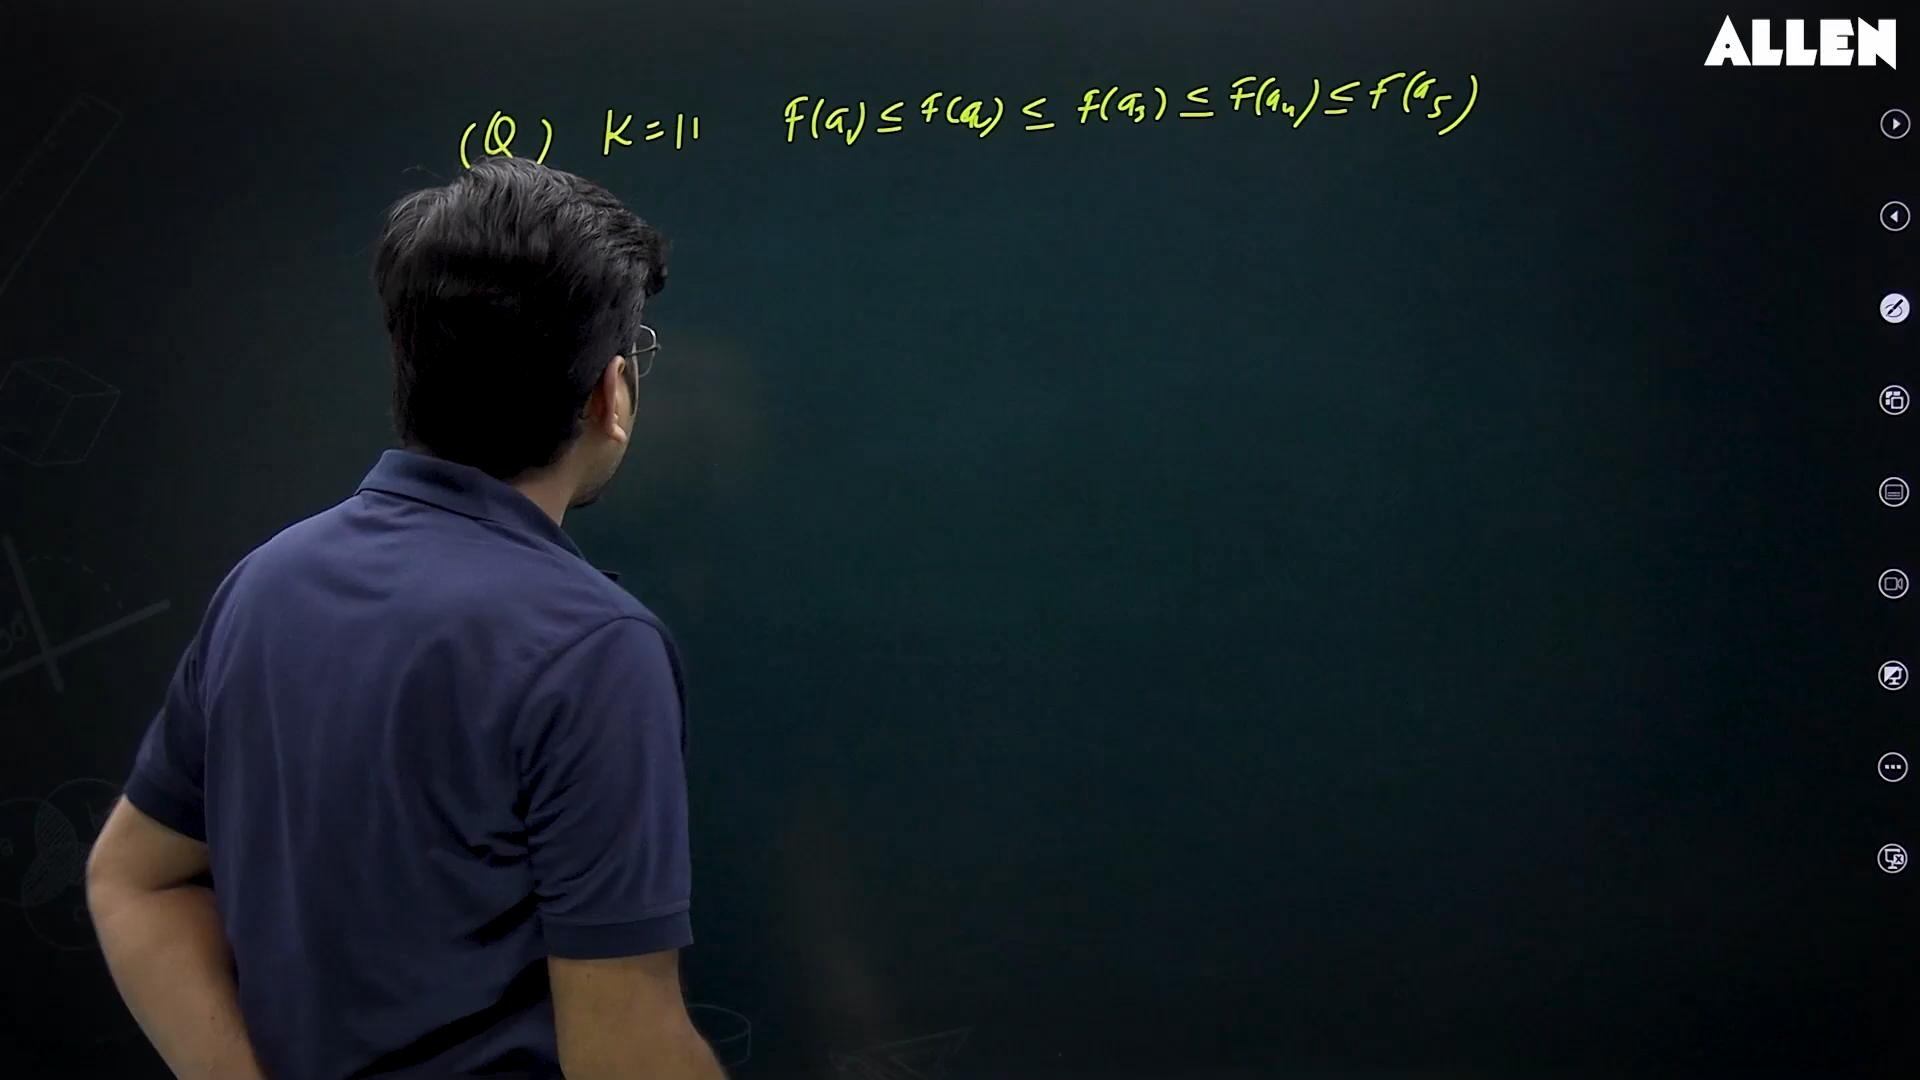 ALLEN
(Q) K=11 F(a₁) ≤ F(a₂) ≤ F(a₃) ≤ F(a₄) ≤ F(a₅)